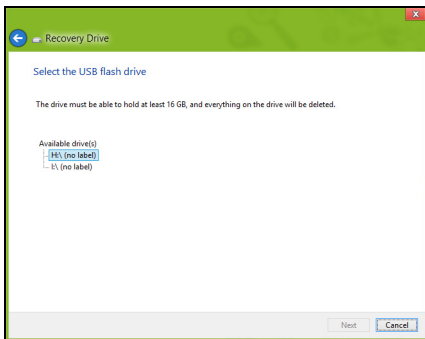 Recovery Drive
Select the USB flash drive
The drive must be able to hold at least 16 GB, and everything on the drive will be deleted.
Available drive(s)
H:\ (no label)
I:\ (no label)
Next
Cancel